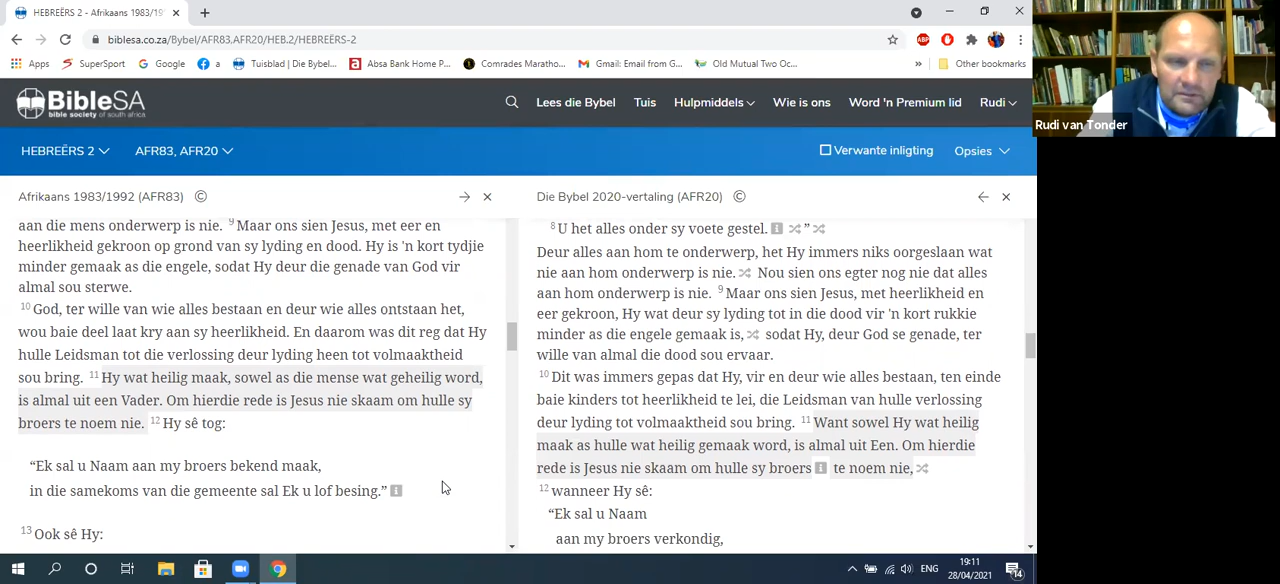 HEBREËRS 2 - Afrikaans 1983/19
biblesa.co.za/Bybel/AFR83,AFR20/HEB.2/HEBREËRS-2
ABP
Apps SuperSport Google a Tuisblad | Die Bybel... Absa Bank Home P... Comrades Maratho... Gmail: Email from G... Old Mutual Two Oc... » Other bookmarks
BibleSA
bible society of south africa
Lees die Bybel Tuis Hulpmiddels Wie is ons Word 'n Premium lid Rudi
Rudi van Tonder
HEBREËRS 2 AFR83, AFR20 Verwante inligting Opsies
Afrikaans 1983/1992 (AFR83) ©
aan die mens onderwerp is nie. 9 Maar ons sien Jesus, met eer en
heerlikheid gekroon op grond van sy lyding en dood. Hy is 'n kort tydjie
minder gemaak as die engele, sodat Hy deur die genade van God vir
almal sou sterwe.
10 God, ter wille van wie alles bestaan en deur wie alles ontstaan het,
wou baie deel laat kry aan sy heerlikheid. En daarom was dit reg dat Hy
hulle Leidsman tot die verlossing deur lyding heen tot volmaaktheid
sou bring. 11 Hy wat heilig maak, sowel as die mense wat geheilig word,
is almal uit een Vader. Om hierdie rede is Jesus nie skaam om hulle sy
broers te noem nie. 12 Hy sê tog:
“Ek sal u Naam aan my broers bekend maak,
in die samekoms van die gemeente sal Ek u lof besing.”
13 Ook sê Hy:
Die Bybel 2020-vertaling (AFR20) ©
8 U het alles onder sy voete gestel. ”
Deur alles aan hom te onderwerp, het Hy immers niks oorgeslaan wat
nie aan hom onderwerp is nie. Nou sien ons egter nog nie dat alles
aan hom onderwerp is nie. 9 Maar ons sien Jesus, met heerlikheid en
eer gekroon, Hy wat deur sy lyding tot in die dood vir 'n kort rukkie
minder as die engele gemaak is, sodat Hy, deur God se genade, ter
wille van almal die dood sou ervaar.
10 Dit was immers gepas dat Hy, vir en deur wie alles bestaan, ten einde
baie kinders tot heerlikheid te lei, die Leidsman van hulle verlossing
deur lyding tot volmaaktheid sou bring. 11 Want sowel Hy wat heilig
maak as hulle wat heilig gemaak word, is almal uit Een. Om hierdie
rede is Jesus nie skaam om hulle sy broers te noem nie,
12 wanneer Hy sê:
“Ek sal u Naam
aan my broers verkondig,
ENG
19:11
28/04/2021
14